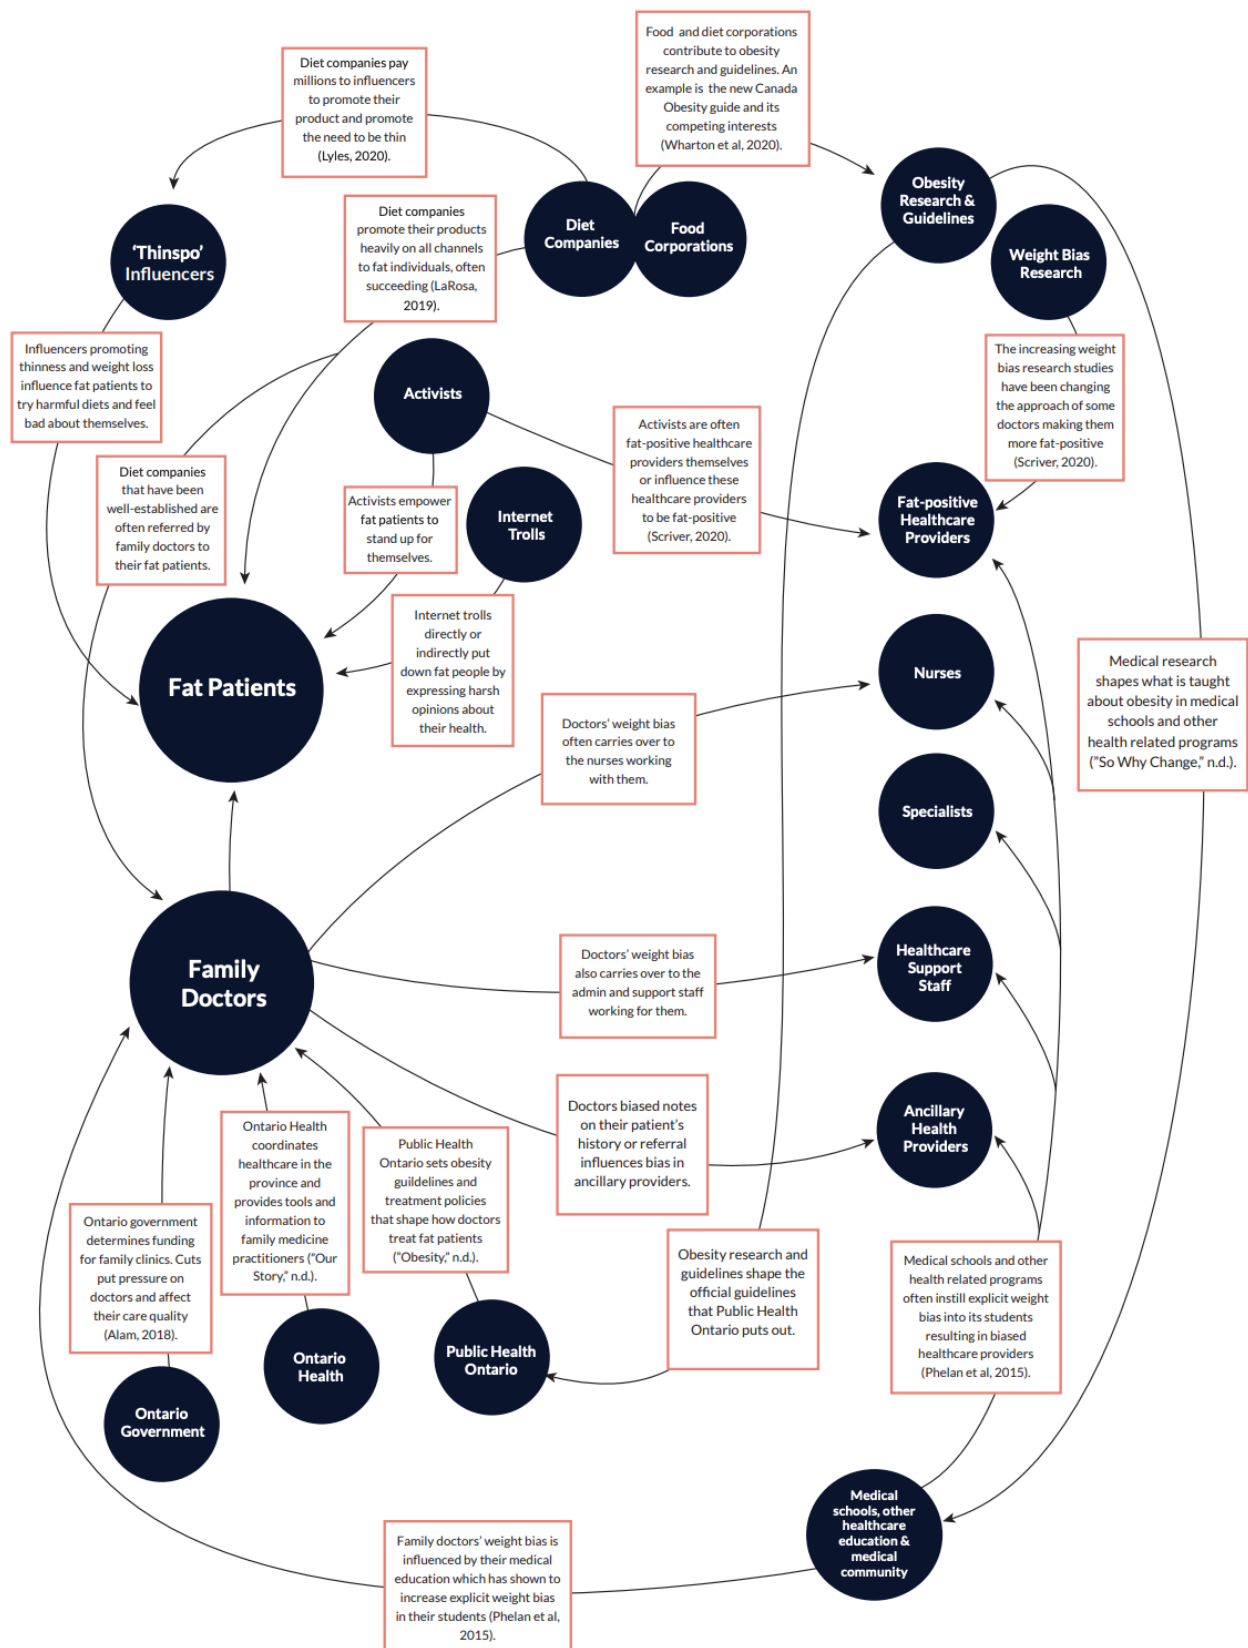 Food and diet corporations
contribute to obesity
research and guidelines. An
example is the new Canada
Obesity guide and its
competing interests
(Wharton et al, 2020).
Diet companies pay
millions to influencers
to promote their
product and promote
the need to be thin
(Lyles, 2020).
Obesity
Research &
Guidelines
Diet
Companies
Food
Corporations
Diet companies
promote their products
heavily on all channels
to fat individuals, often
succeeding (LaRosa,
2019).
'Thinspo'
Influencers
Weight Bias
Research
Influencers promoting
thinness and weight loss
influence fat patients to
try harmful diets and feel
bad about themselves.
The increasing weight
bias research studies
have been changing
the approach of some
doctors making them
more fat-positive
(Scriver, 2020).
Activists
Activists are often
fat-positive healthcare
providers themselves
or influence these
healthcare providers
to be fat-positive
(Scriver, 2020).
Diet companies
that have been
well-established are
often referred by
family doctors to
their fat patients.
Activists empower
fat patients to
stand up for
themselves.
Internet
Trolls
Fat-positive
Healthcare
Providers
Internet trolls
directly or
indirectly put
down fat people by
expressing harsh
opinions about
their health.
Fat Patients
Nurses
Medical research
shapes what is taught
about obesity in medical
schools and other
health related programs
("So Why Change," n.d.).
Doctors' weight bias
often carries over to
the nurses working
with them.
Specialists
Family
Doctors
Doctors' weight bias
also carries over to the
admin and support staff
working for them.
Healthcare
Support
Staff
Doctors biased notes
on their patient's
history or referral
influences bias in
ancillary providers.
Ancillary
Health
Providers
Ontario Health
coordinates
healthcare in the
province and
provides tools and
information to
family medicine
practitioners ("Our
Story," n.d.).
Public Health
Ontario sets obesity
guildelines and
treatment policies
that shape how doctors
treat fat patients
("Obesity," n.d.).
Ontario government
determines funding
for family clinics. Cuts
put pressure on
doctors and affect
their care quality
(Alam, 2018).
Obesity research and
guidelines shape the
official guidelines
that Public Health
Ontario puts out.
Medical schools and other
health related programs
often instill explicit weight
bias into its students
resulting in biased
healthcare providers
(Phelan et al, 2015).
Ontario
Health
Public Health
Ontario
Ontario
Government
Medical
schools, other
healthcare
education &
medical
community
Family doctors' weight bias is
influenced by their medical
education which has shown to
increase explicit weight bias
in their students (Phelan et al,
2015).